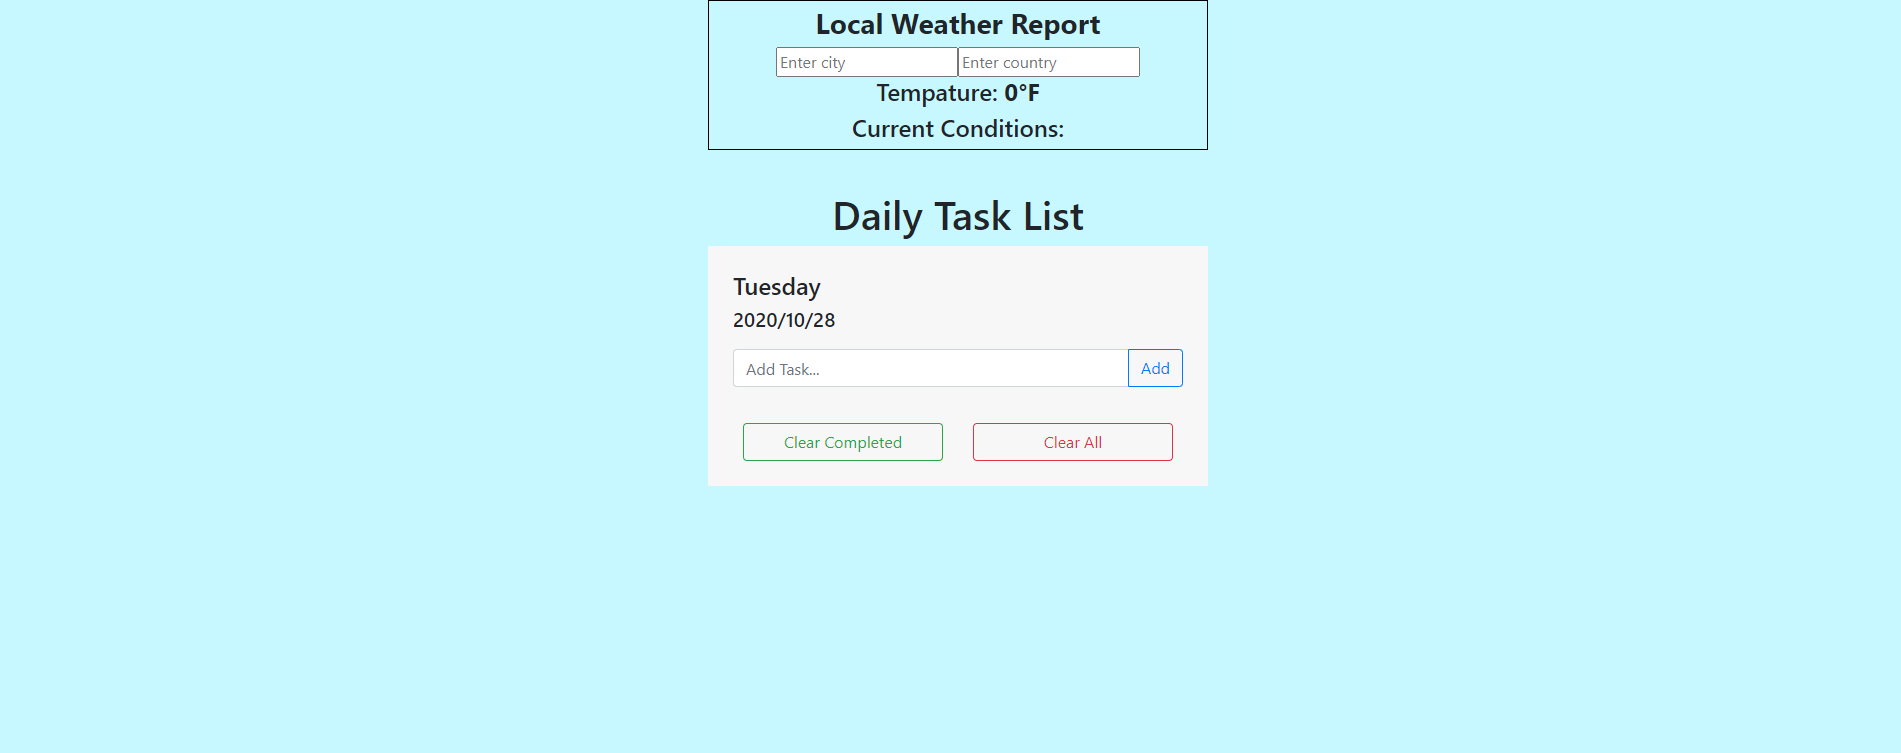 Local Weather Report
Enter city Enter country
Tempature: 0°F
Current Conditions:
Daily Task List
Tuesday
2020/10/28
Add Task... Add
Clear Completed Clear All